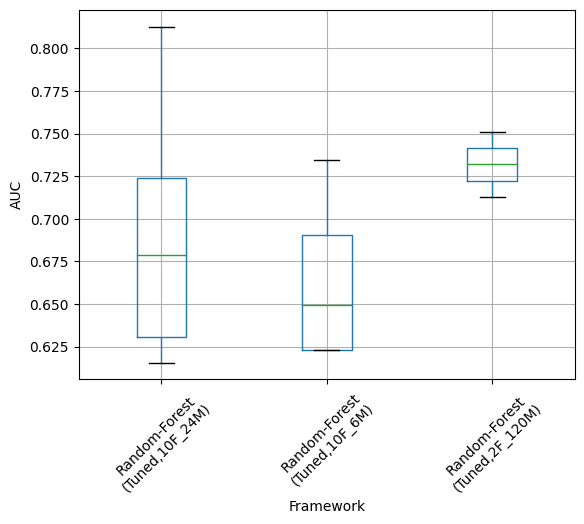 0.800
0.775
0.750
0.725
0.700
0.675
0.650
0.625
AUC
Random-Forest
(Tuned,10F_24M)
Random-Forest
(Tuned,10F_6M)
Random-Forest
(Tuned,2F_120M)
Framework